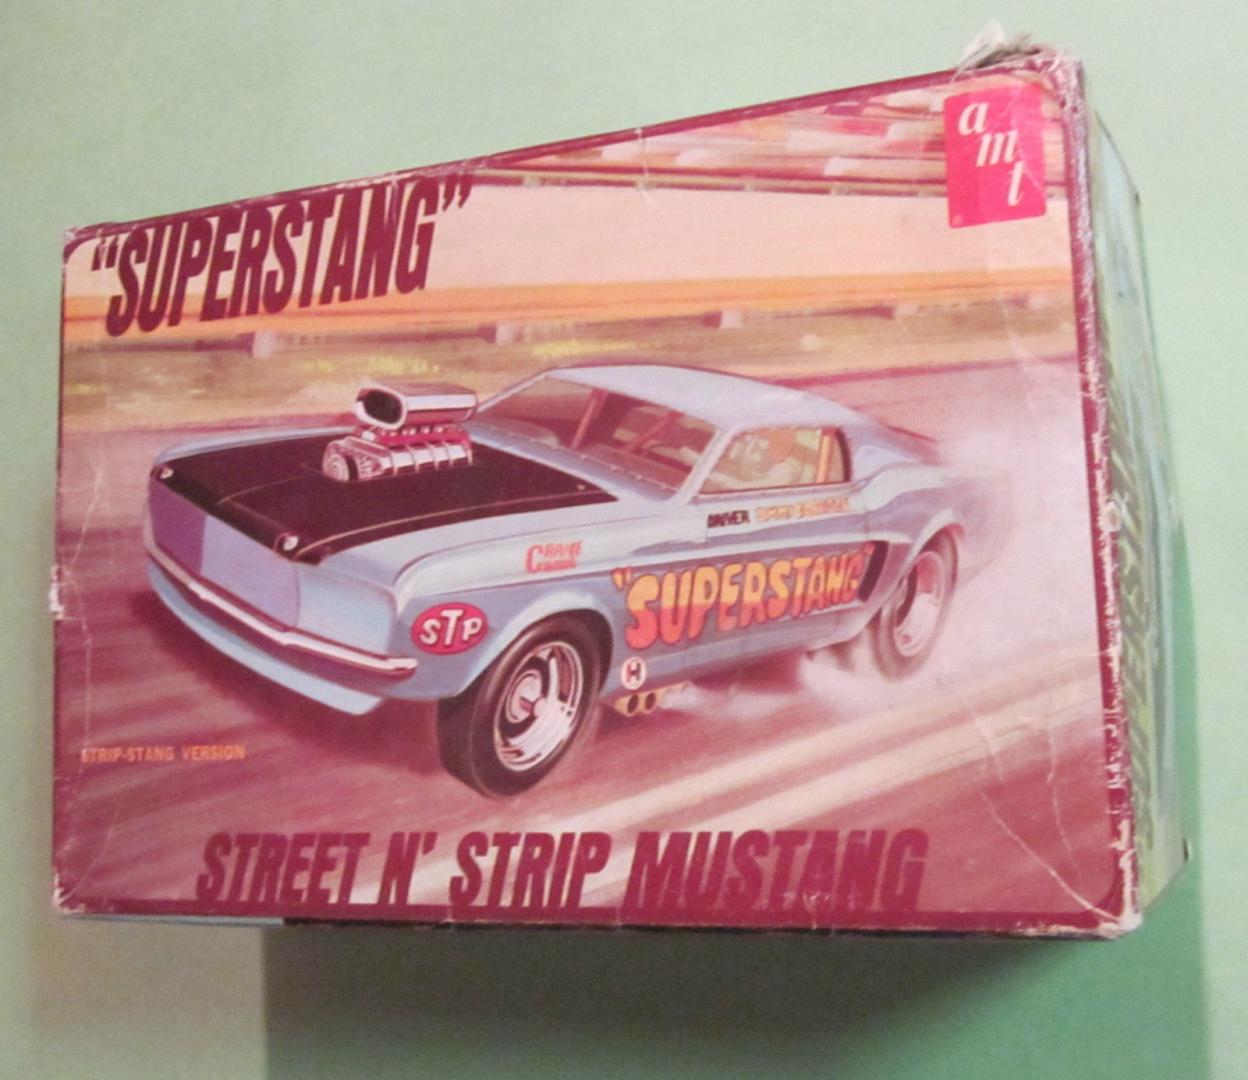 "SUPERSTANG"
amt
DRIVER
CRANE
STP
"SUPERSTANG"
H
STRIP-STANG VERSION
STREET N' STRIP MUSTANG